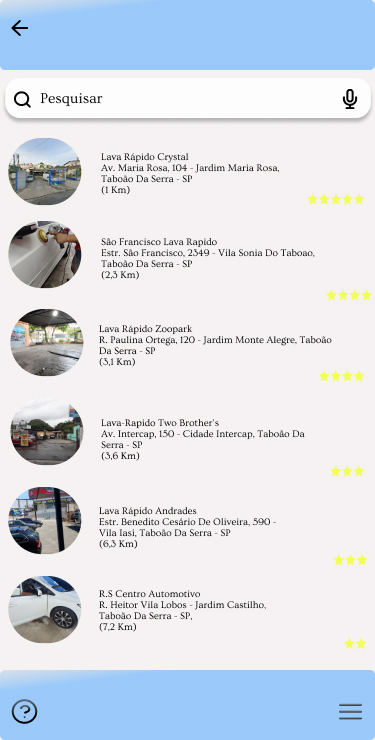 Pesquisar
Lava Rápido Crystal
Av. Maria Rosa, 104 - Jardim Maria Rosa,
Taboão Da Serra - SP
(1 Km)
São Francisco Lava Rapido
Estr. São Francisco, 2349 - Vila Sonia Do Taboao,
Taboão Da Serra - SP
(2,3 Km)
Lava Rápido Zoopark
R. Paulina Ortega, 120 - Jardim Monte Alegre, Taboão
Da Serra - SP
(3,1 Km)
Lava-Rapido Two Brother's
Av. Intercap, 150 - Cidade Intercap, Taboão Da
Serra - SP
(3,6 Km)
Lava Rápido Andrades
Estr. Benedito Cesário De Oliveira, 590 -
Vila Iasi, Taboão Da Serra - SP
(6,3 Km)
R.S Centro Automotivo
R. Heitor Vila Lobos - Jardim Castilho,
Taboão Da Serra - SP,
(7,2 Km)